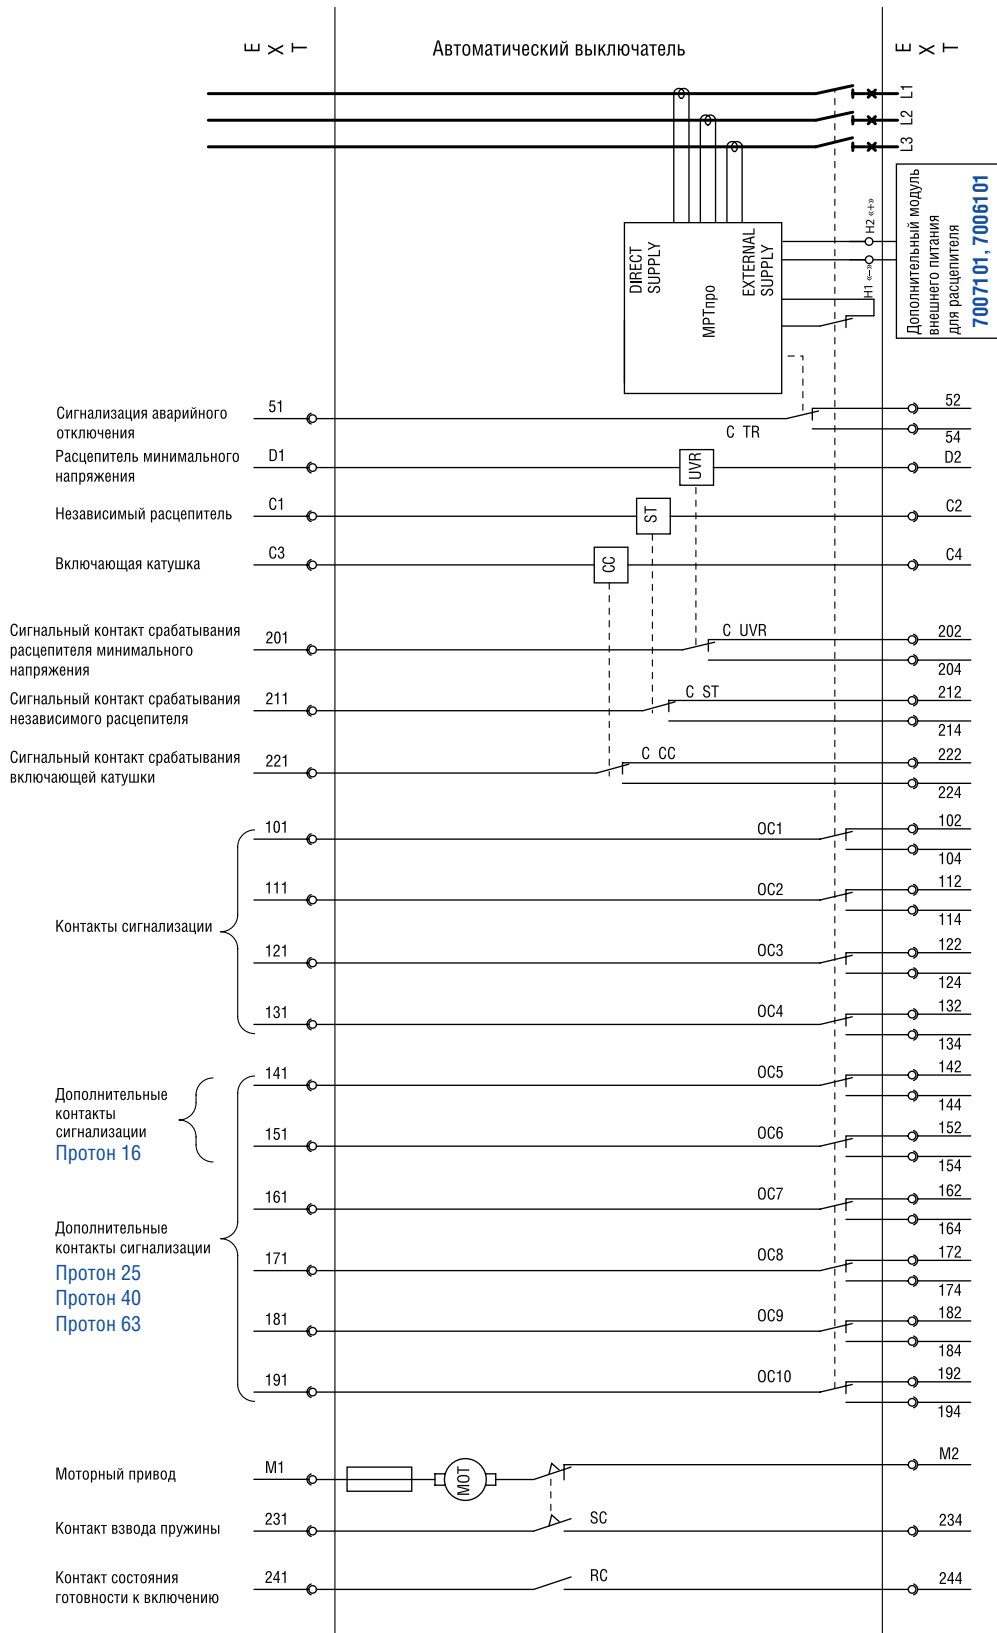 Е Х Т
Автоматический выключатель
Е Х Т
L1
L2
L3
DIRECT SUPPLY
МРТпро
EXTERNAL SUPPLY
H2 «+»
H1 «–»
Дополнительный модуль
внешнего питания
для расцепителя
7007101, 7006101
Сигнализация аварийного
отключения
51
C TR
52
54
Расцепитель минимального
напряжения
D1
UVR
D2
Независимый расцепитель
C1
ST
C2
Включающая катушка
C3
CC
C4
Сигнальный контакт срабатывания
расцепителя минимального
напряжения
201
C UVR
202
204
Сигнальный контакт срабатывания
независимого расцепителя
211
C ST
212
214
Сигнальный контакт срабатывания
включающей катушки
221
C CC
222
224
Контакты сигнализации
101
OC1
102
104
111
OC2
112
114
121
OC3
122
124
131
OC4
132
134
Дополнительные
контакты
сигнализации
Протон 16
141
OC5
142
144
151
OC6
152
154
Дополнительные
контакты сигнализации
Протон 25
Протон 40
Протон 63
161
OC7
162
164
171
OC8
172
174
181
OC9
182
184
191
OC10
192
194
Моторный привод
M1
MOT
M2
Контакт взвода пружины
231
SC
234
Контакт состояния
готовности к включению
241
RC
244